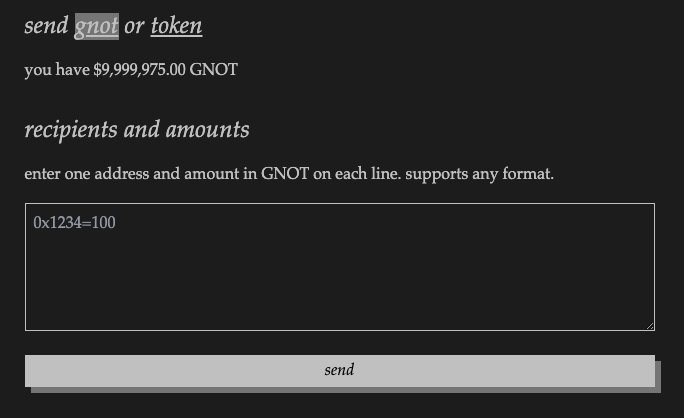 send gnot or token
you have $9,999,975.00 GNOT
recipients and amounts
enter one address and amount in GNOT on each line. supports any format.
0x1234=100
send